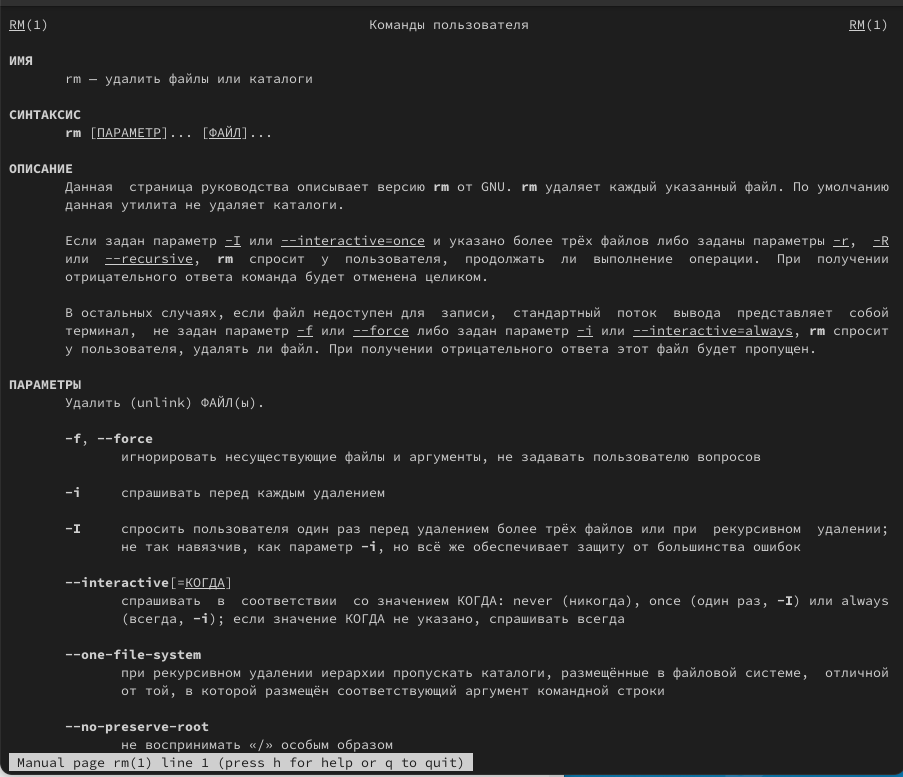 RM(1) Команды пользователя RM(1)
ИМЯ
rm — удалить файлы или каталоги
СИНТАКСИС
rm [ПАРАМЕТР]... [ФАЙЛ]...
ОПИСАНИЕ
Данная страница руководства описывает версию rm от GNU. rm удаляет каждый указанный файл. По умолчанию
данная утилита не удаляет каталоги.
Если задан параметр -I или --interactive=once и указано более трёх файлов либо заданы параметры -r, -R
или --recursive, rm спросит у пользователя, продолжать ли выполнение операции. При получении
отрицательного ответа команда будет отменена целиком.
В остальных случаях, если файл недоступен для записи, стандартный поток вывода представляет собой
терминал, не задан параметр -f или --force либо задан параметр -i или --interactive=always, rm спросит
у пользователя, удалять ли файл. При получении отрицательного ответа этот файл будет пропущен.
ПАРАМЕТРЫ
Удалить (unlink) ФАЙЛ(ы).
-f, --force
игнорировать несуществующие файлы и аргументы, не задавать пользователю вопросов
-i спрашивать перед каждым удалением
-I спросить пользователя один раз перед удалением более трёх файлов или при рекурсивном удалении;
не так навязчив, как параметр -i, но всё же обеспечивает защиту от большинства ошибок
--interactive[=КОГДА]
спрашивать в соответствии со значением КОГДА: never (никогда), once (один раз, -I) или always
(всегда, -i); если значение КОГДА не указано, спрашивать всегда
--one-file-system
при рекурсивном удалении иерархии пропускать каталоги, размещённые в файловой системе, отличной
от той, в которой размещён соответствующий аргумент командной строки
--no-preserve-root
не воспринимать «/» особым образом
Manual page rm(1) line 1 (press h for help or q to quit)